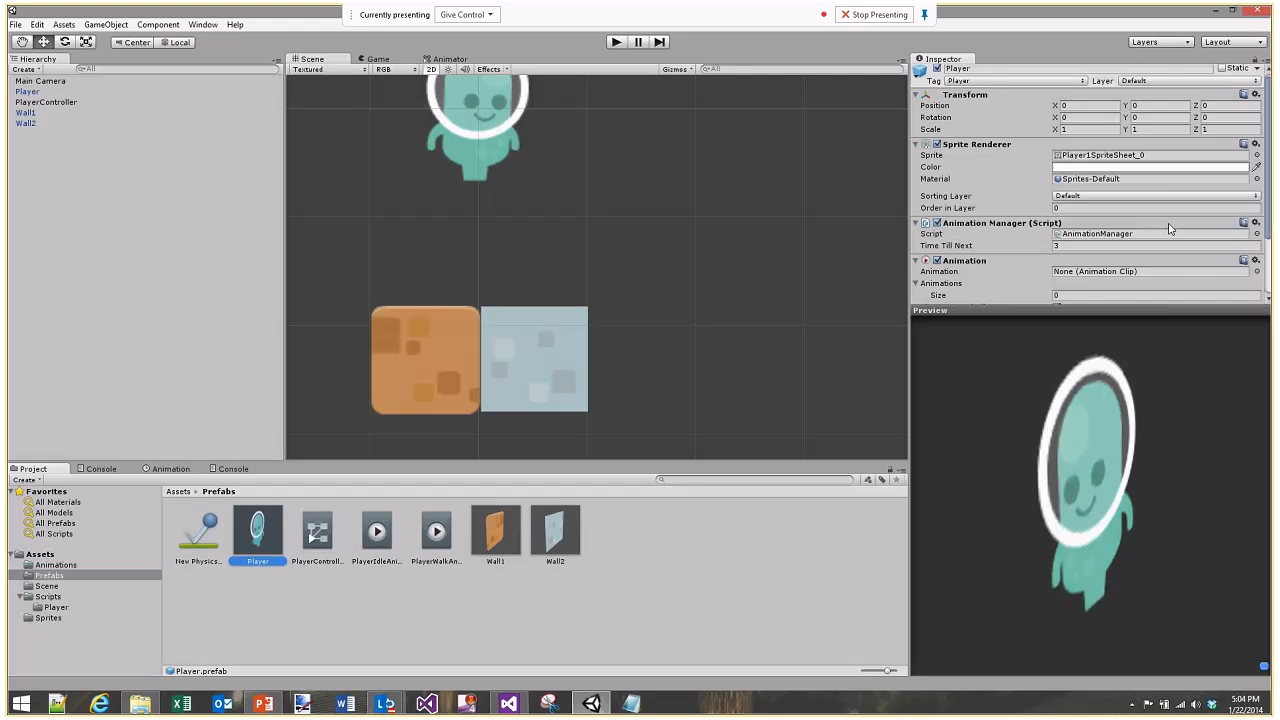 Currently presenting Give Control Stop Presenting
File Edit Assets GameObject Component Window Help
Center Local Layers Layout
Hierarchy
Create All
Main Camera
Player
PlayerController
Wall1
Wall2
Scene Game Animator
Textured RGB 2D Effects Gizmos All
Inspector
Player Static
Tag Player Layer Default
Transform
Position X 0 Y 0 Z 0
Rotation X 0 Y 0 Z 0
Scale X 1 Y 1 Z 1
Sprite Renderer
Sprite Player1SpriteSheet_0
Color
Material Sprites-Default
Sorting Layer Default
Order in Layer 0
Animation Manager (Script)
Script AnimationManager
Time Till Next 3
Animation
Animation None (Animation Clip)
Animations
Size 0
Preview
Project Console Animation Console
Create
Favorites
All Materials
All Models
All Prefabs
All Scripts
Assets
Animations
Prefabs
Scene
Scripts
Player
Sprites
Assets Prefabs
New Physics... Player PlayerControll... PlayerIdleAni... PlayerWalkAn... Wall1 Wall2
Player.prefab
5:04 PM
1/22/2014